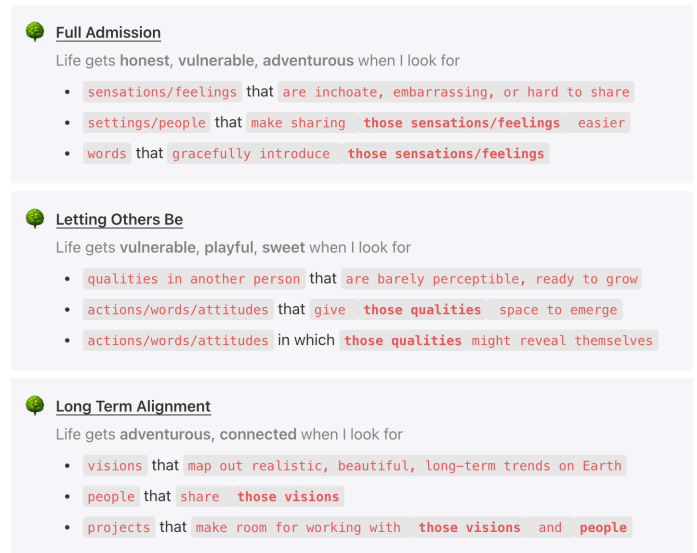 Full Admission
Life gets honest, vulnerable, adventurous when I look for
• sensations/feelings that are inchoate, embarrassing, or hard to share
• settings/people that make sharing those sensations/feelings easier
• words that gracefully introduce those sensations/feelings
Letting Others Be
Life gets vulnerable, playful, sweet when I look for
• qualities in another person that are barely perceptible, ready to grow
• actions/words/attitudes that give those qualities space to emerge
• actions/words/attitudes in which those qualities might reveal themselves
Long Term Alignment
Life gets adventurous, connected when I look for
• visions that map out realistic, beautiful, long-term trends on Earth
• people that share those visions
• projects that make room for working with those visions and people